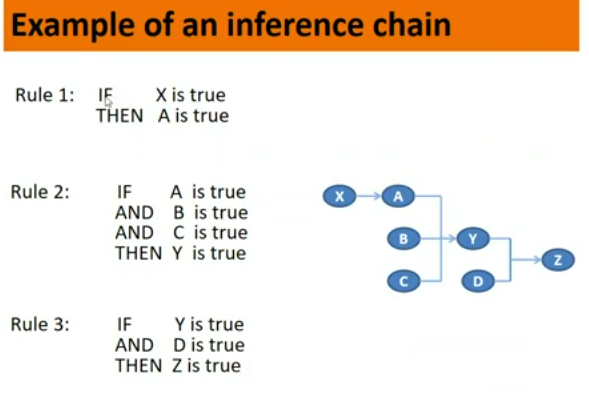 Example of an inference chain
Rule 1: IF X is true
THEN A is true
Rule 2: IF A is true
AND B is true
AND C is true
THEN Y is true
X A
B Y
Z
C D
Rule 3: IF Y is true
AND D is true
THEN Z is true